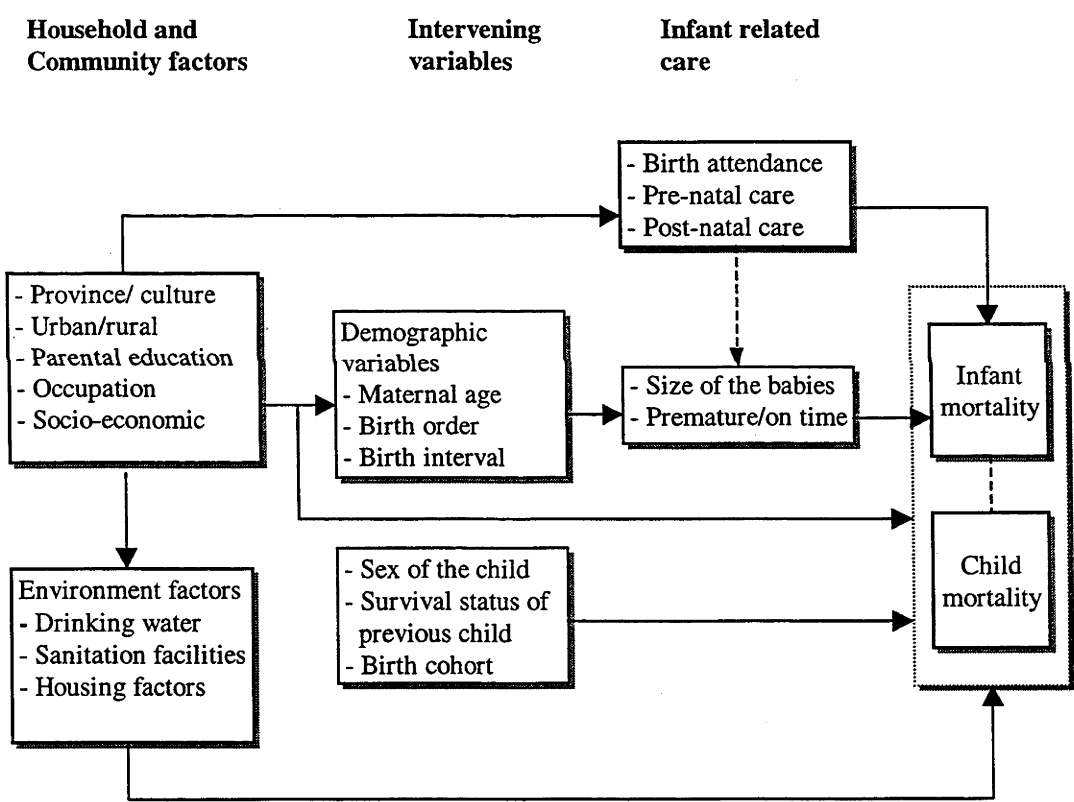 Household and
Community factors
Intervening
variables
Infant related
care
- Birth attendance
- Pre-natal care
- Post-natal care
- Province/ culture
- Urban/rural
- Parental education
- Occupation
- Socio-economic
Demographic
variables
- Maternal age
- Birth order
- Birth interval
- Size of the babies
- Premature/on time
Infant
mortality
Child
mortality
Environment factors
- Drinking water
- Sanitation facilities
- Housing factors
- Sex of the child
- Survival status of
previous child
- Birth cohort